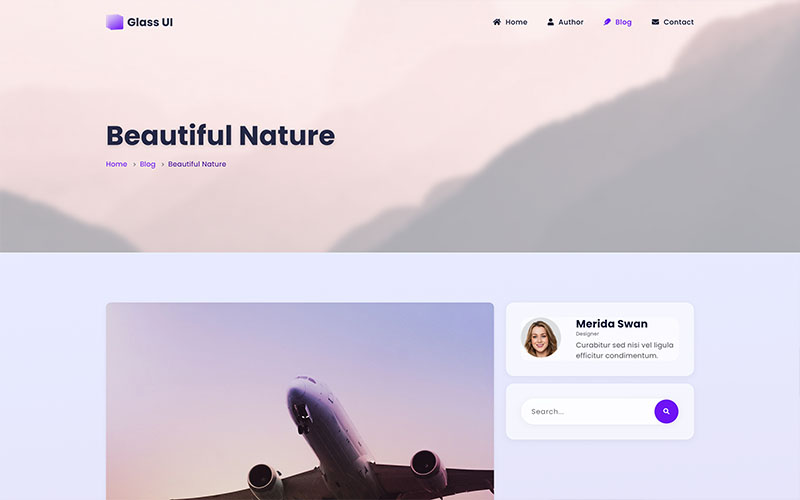 Glass UI
Home
Author
Blog
Contact
Beautiful Nature
Home > Blog > Beautiful Nature
Merida Swan
Designer
Curabitur sed nisi vel ligula
efficitur condimentum.
Search...